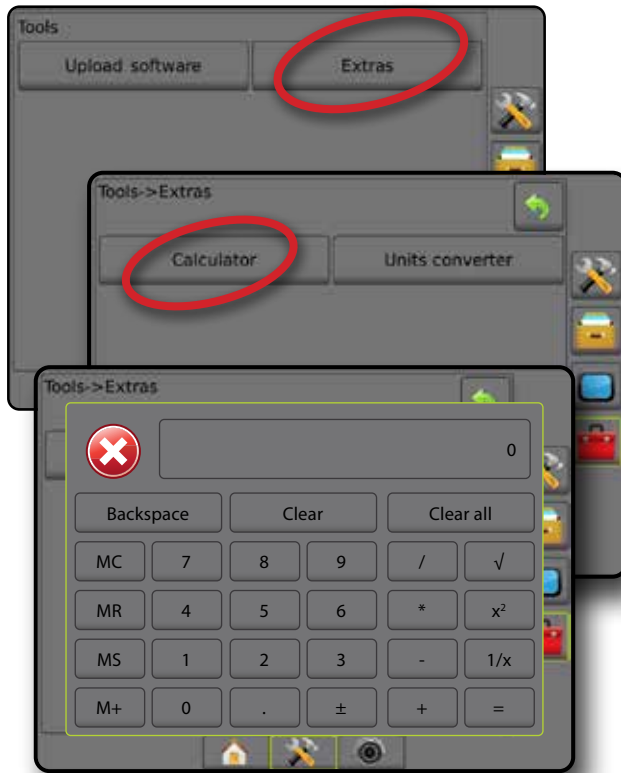 Tools
Upload software Extras
Tools->Extras
Calculator Units converter
Tools->Extras
0
Backspace Clear Clear all
MC 7 8 9 / √
MR 4 5 6 * x²
MS 1 2 3 - 1/x
M+ 0 . ± + =